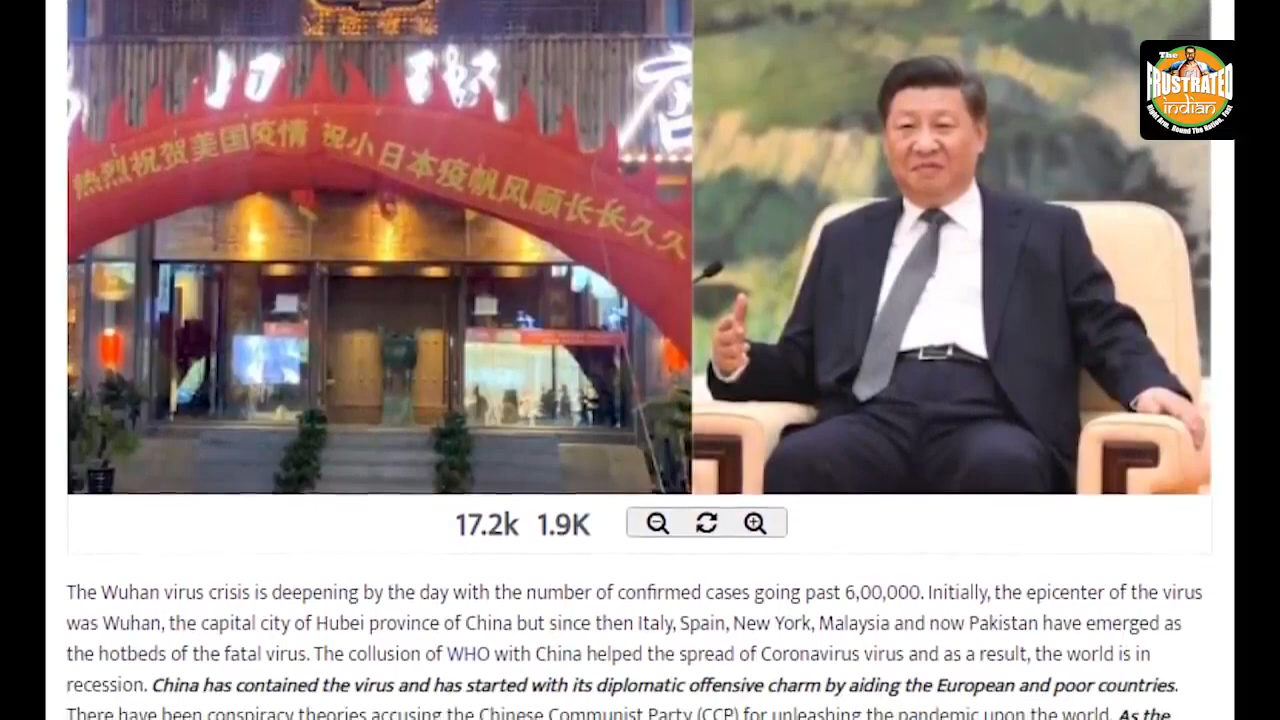 The
FRUSTRATED
indian
Right Arm. Round The Nation. Fast
热烈祝贺美国疫情 祝小日本疫帆风顺长长久久
17.2k 1.9K
The Wuhan virus crisis is deepening by the day with the number of confirmed cases going past 6,00,000. Initially, the epicenter of the virus
was Wuhan, the capital city of Hubei province of China but since then Italy, Spain, New York, Malaysia and now Pakistan have emerged as
the hotbeds of the fatal virus. The collusion of WHO with China helped the spread of Coronavirus virus and as a result, the world is in
recession. China has contained the virus and has started with its diplomatic offensive charm by aiding the European and poor countries.
There have been conspiracy theories accusing the Chinese Communist Party (CCP) for unleashing the pandemic upon the world. As the